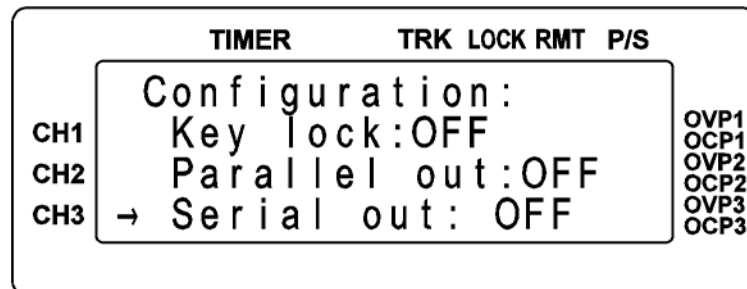 TIMER TRK LOCK RMT P/S
Configuration:
CH1 Key lock:OFF OVP1
OCP1
CH2 Parallel out:OFF OVP2
OCP2
CH3 → Serial out: OFF OVP3
OCP3